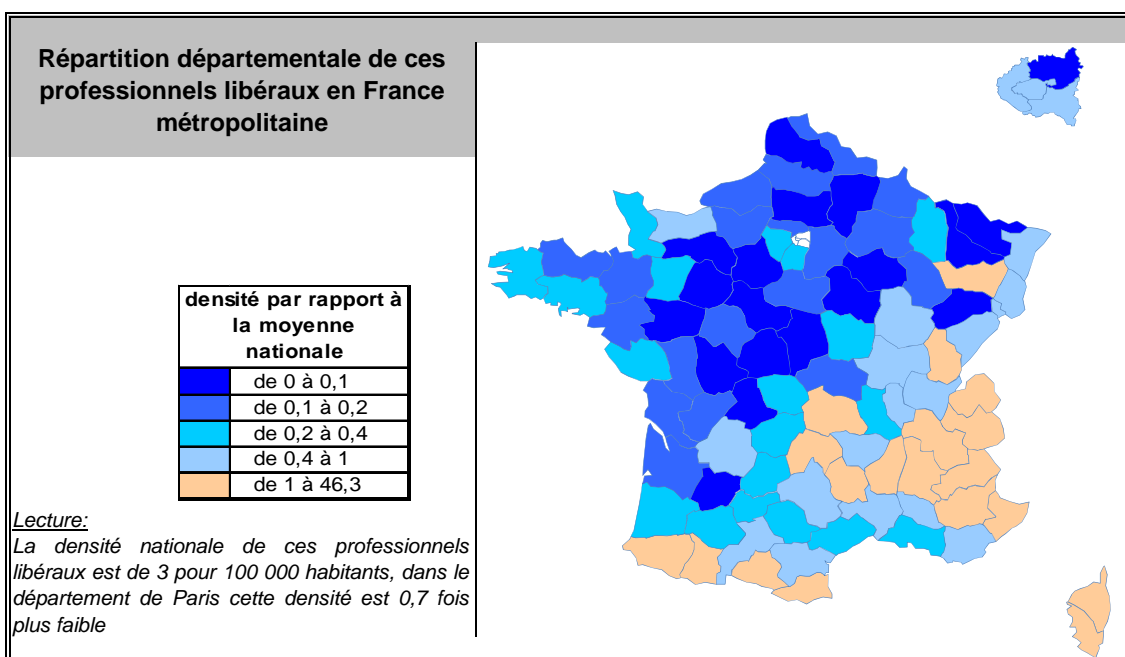 Répartition départementale de ces
professionnels libéraux en France
métropolitaine
densité par rapport à
la moyenne
nationale
de 0 à 0,1
de 0,1 à 0,2
de 0,2 à 0,4
de 0,4 à 1
de 1 à 46,3
Lecture:
La densité nationale de ces professionnels
libéraux est de 3 pour 100 000 habitants, dans le
département de Paris cette densité est 0,7 fois
plus faible